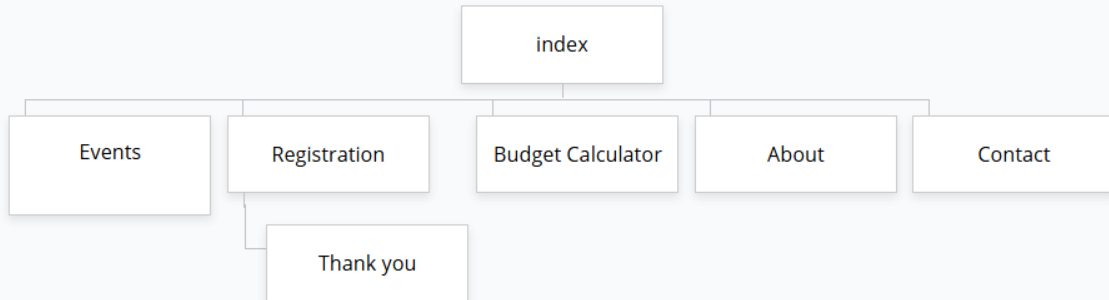 index
Events
Registration
Budget Calculator
About
Contact
Thank you